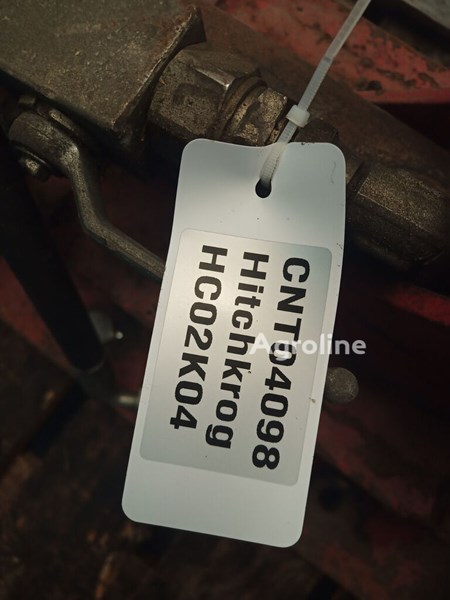 CNT04098
Hitchkrog
HC02K04
Agroline